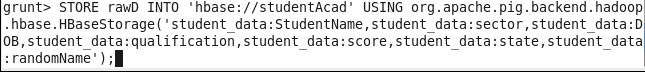 grunt> STORE rawD INTO 'hbase://studentAcad' USING org.apache.pig.backend.hadoop
.hbase.HBaseStorage('student_data:StudentName,student_data:sector,student_data:D
OB,student_data:qualification,student_data:score,student_data:state,student_data
:randomName');